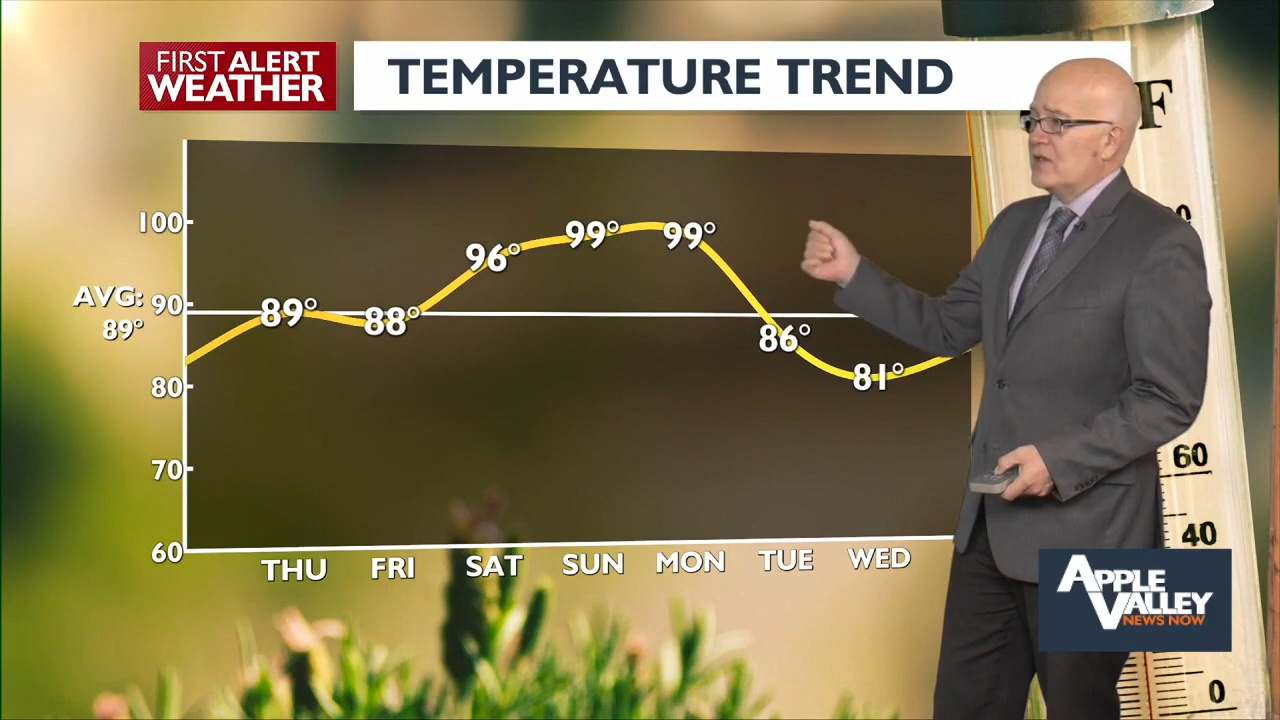 FIRST ALERT
WEATHER
TEMPERATURE TREND
F
100
90
80
70
60
AVG:
89°
89°
88°
96°
99°
99°
86°
81°
THU FRI SAT SUN MON TUE WED
60
40
0
APPLE
VALLEY
NEWS NOW